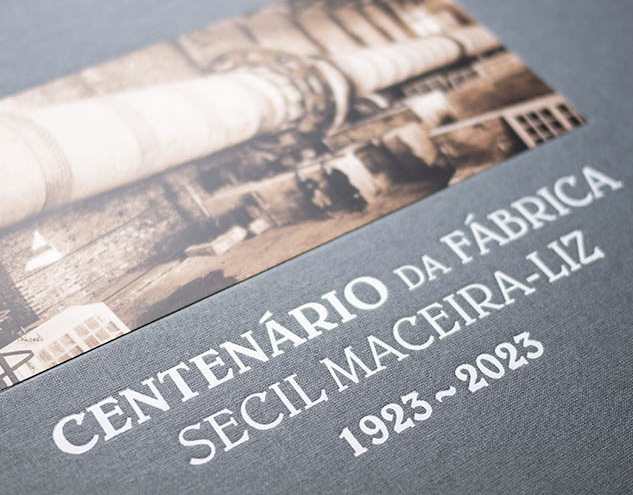 CENTENÁRIO DA FÁBRICA
SECIL MACEIRA-LIZ
1923~2023